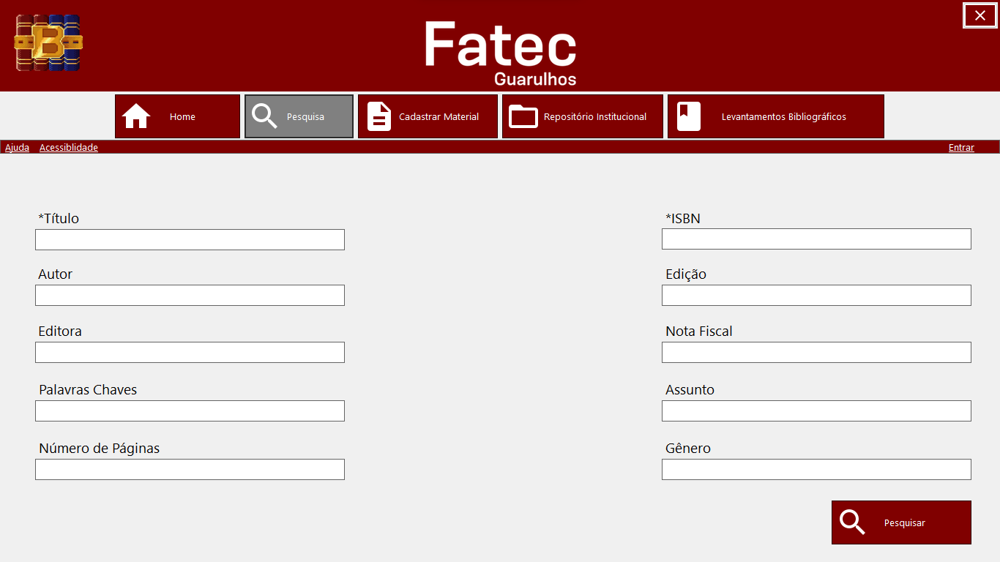 B
Fatec
Guarulhos
Home
Pesquisa
Cadastrar Material
Repositório Institucional
Levantamentos Bibliográficos
Ajuda
Acessiblidade
Entrar
*Título
*ISBN
Autor
Edição
Editora
Nota Fiscal
Palavras Chaves
Assunto
Número de Páginas
Gênero
Pesquisar